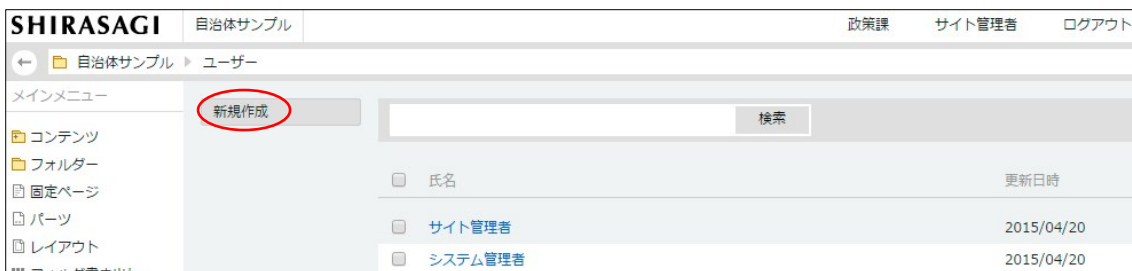 SHIRASAGI 自治体サンプル 政策課 サイト管理者 ログアウト
自治体サンプル ユーザー
メインメニュー
新規作成
検索
コンテンツ
フォルダー
固定ページ
パーツ
レイアウト
氏名 更新日時
サイト管理者 2015/04/20
システム管理者 2015/04/20